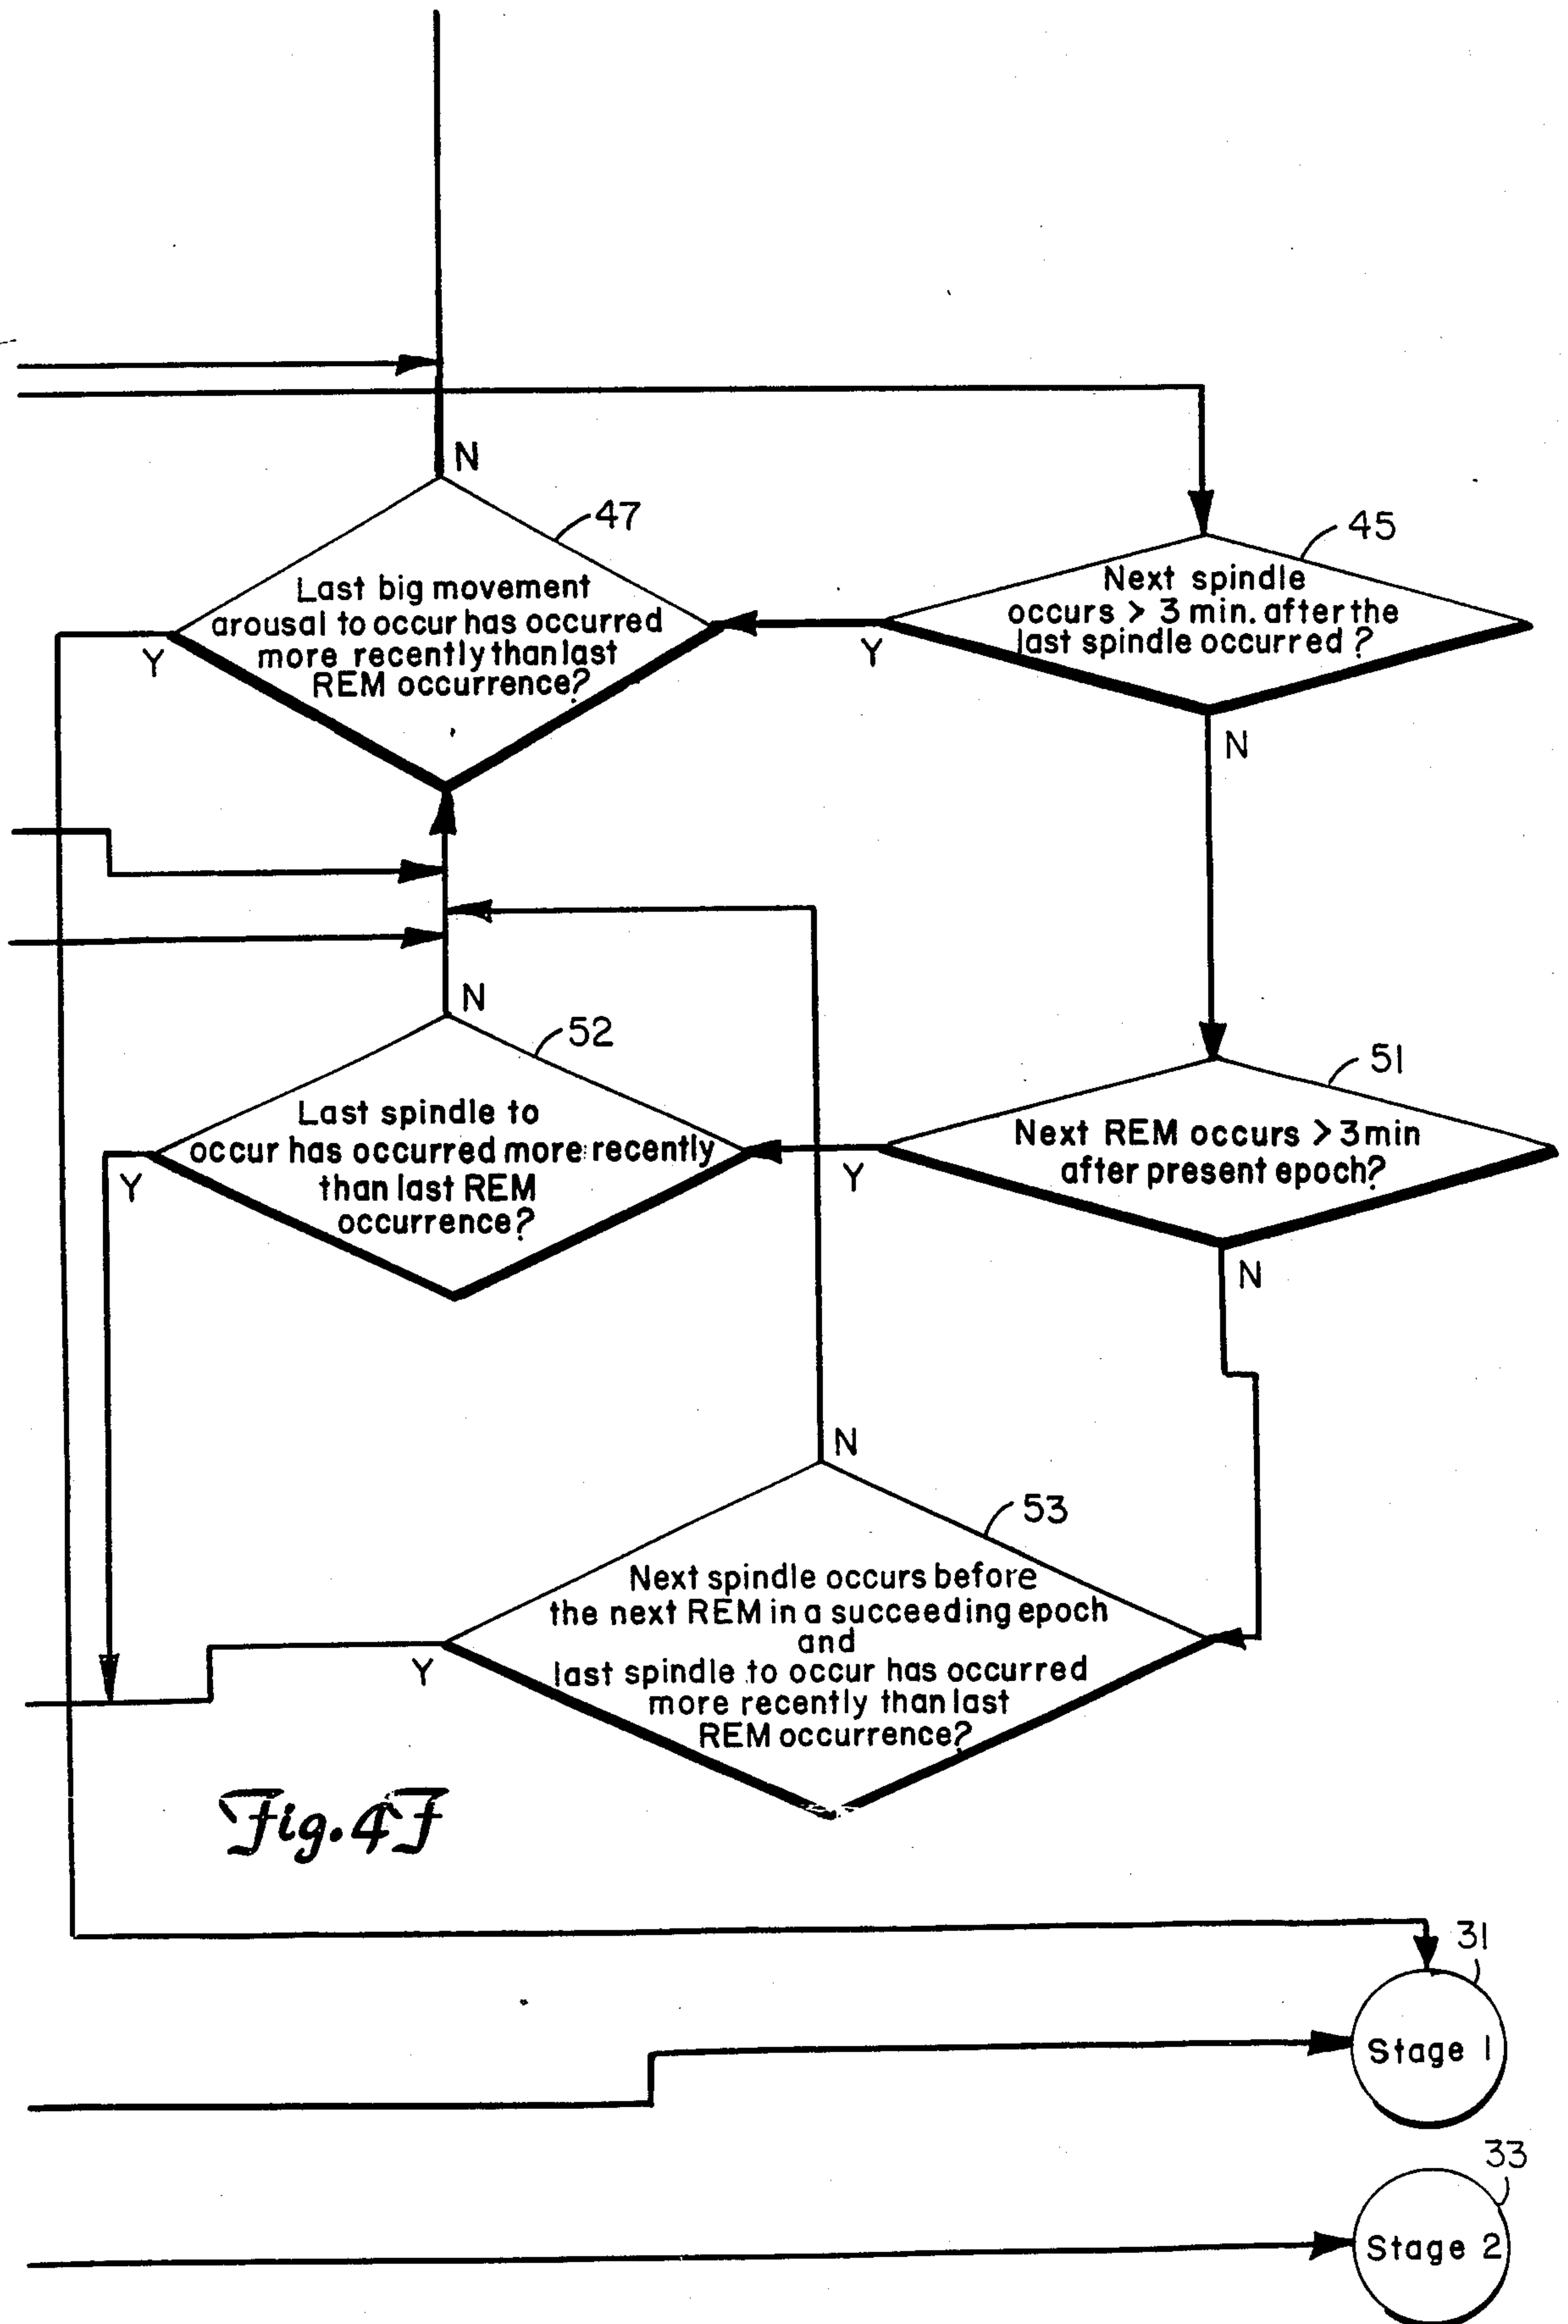 N
47
Last big movement
arousal to occur has occurred
more recently than last
REM occurrence?
Y
45
Next spindle
occurs > 3 min. after the
last spindle occurred ?
Y
N
N
52
Last spindle to
occur has occurred more recently
than last REM
occurrence?
Y
51
Next REM occurs > 3 min
after present epoch?
Y
N
N
53
Next spindle occurs before
the next REM in a succeeding epoch
and
last spindle to occur has occurred
more recently than last
REM occurrence?
Y
Fig. 4F
31
Stage 1
33
Stage 2